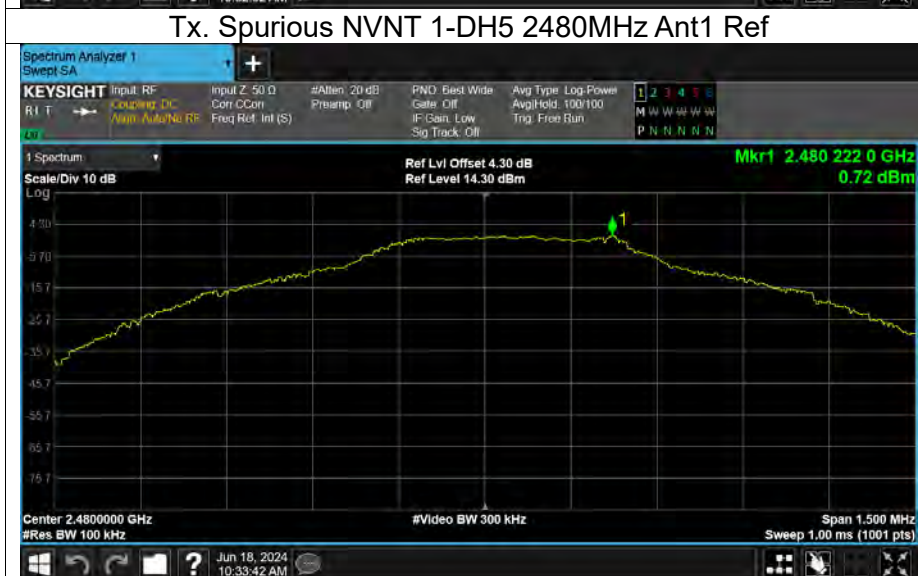 Tx. Spurious NVNT 1-DH5 2480MHz Ant1 Ref
Spectrum Analyzer 1
Swept SA
+
KEYSIGHT
RL T
Input: RF
Coupling: DC
Align: Auto/No RF
Input Z: 50 Ω
Corr CCorr
Freq Ref: Int (S)
#Atten: 20 dB
Preamp: Off
PNO: Best Wide
Gate: Off
IF Gain: Low
Sig Track: Off
Avg Type: Log-Power
Avg|Hold: 100/100
Trig: Free Run
1 2 3 4 5 6
M W W W W W
P N N N N N
1 Spectrum
Scale/Div 10 dB
Log
Ref Lvl Offset 4.30 dB
Ref Level 14.30 dBm
Mkr1 2.480 222 0 GHz
0.72 dBm
1
4.30
-5.70
-15.7
-25.7
-35.7
-45.7
-55.7
-65.7
-75.7
Center 2.4800000 GHz
#Res BW 100 kHz
#Video BW 300 kHz
Span 1.500 MHz
Sweep 1.00 ms (1001 pts)
?
Jun 18, 2024
10:33:42 AM